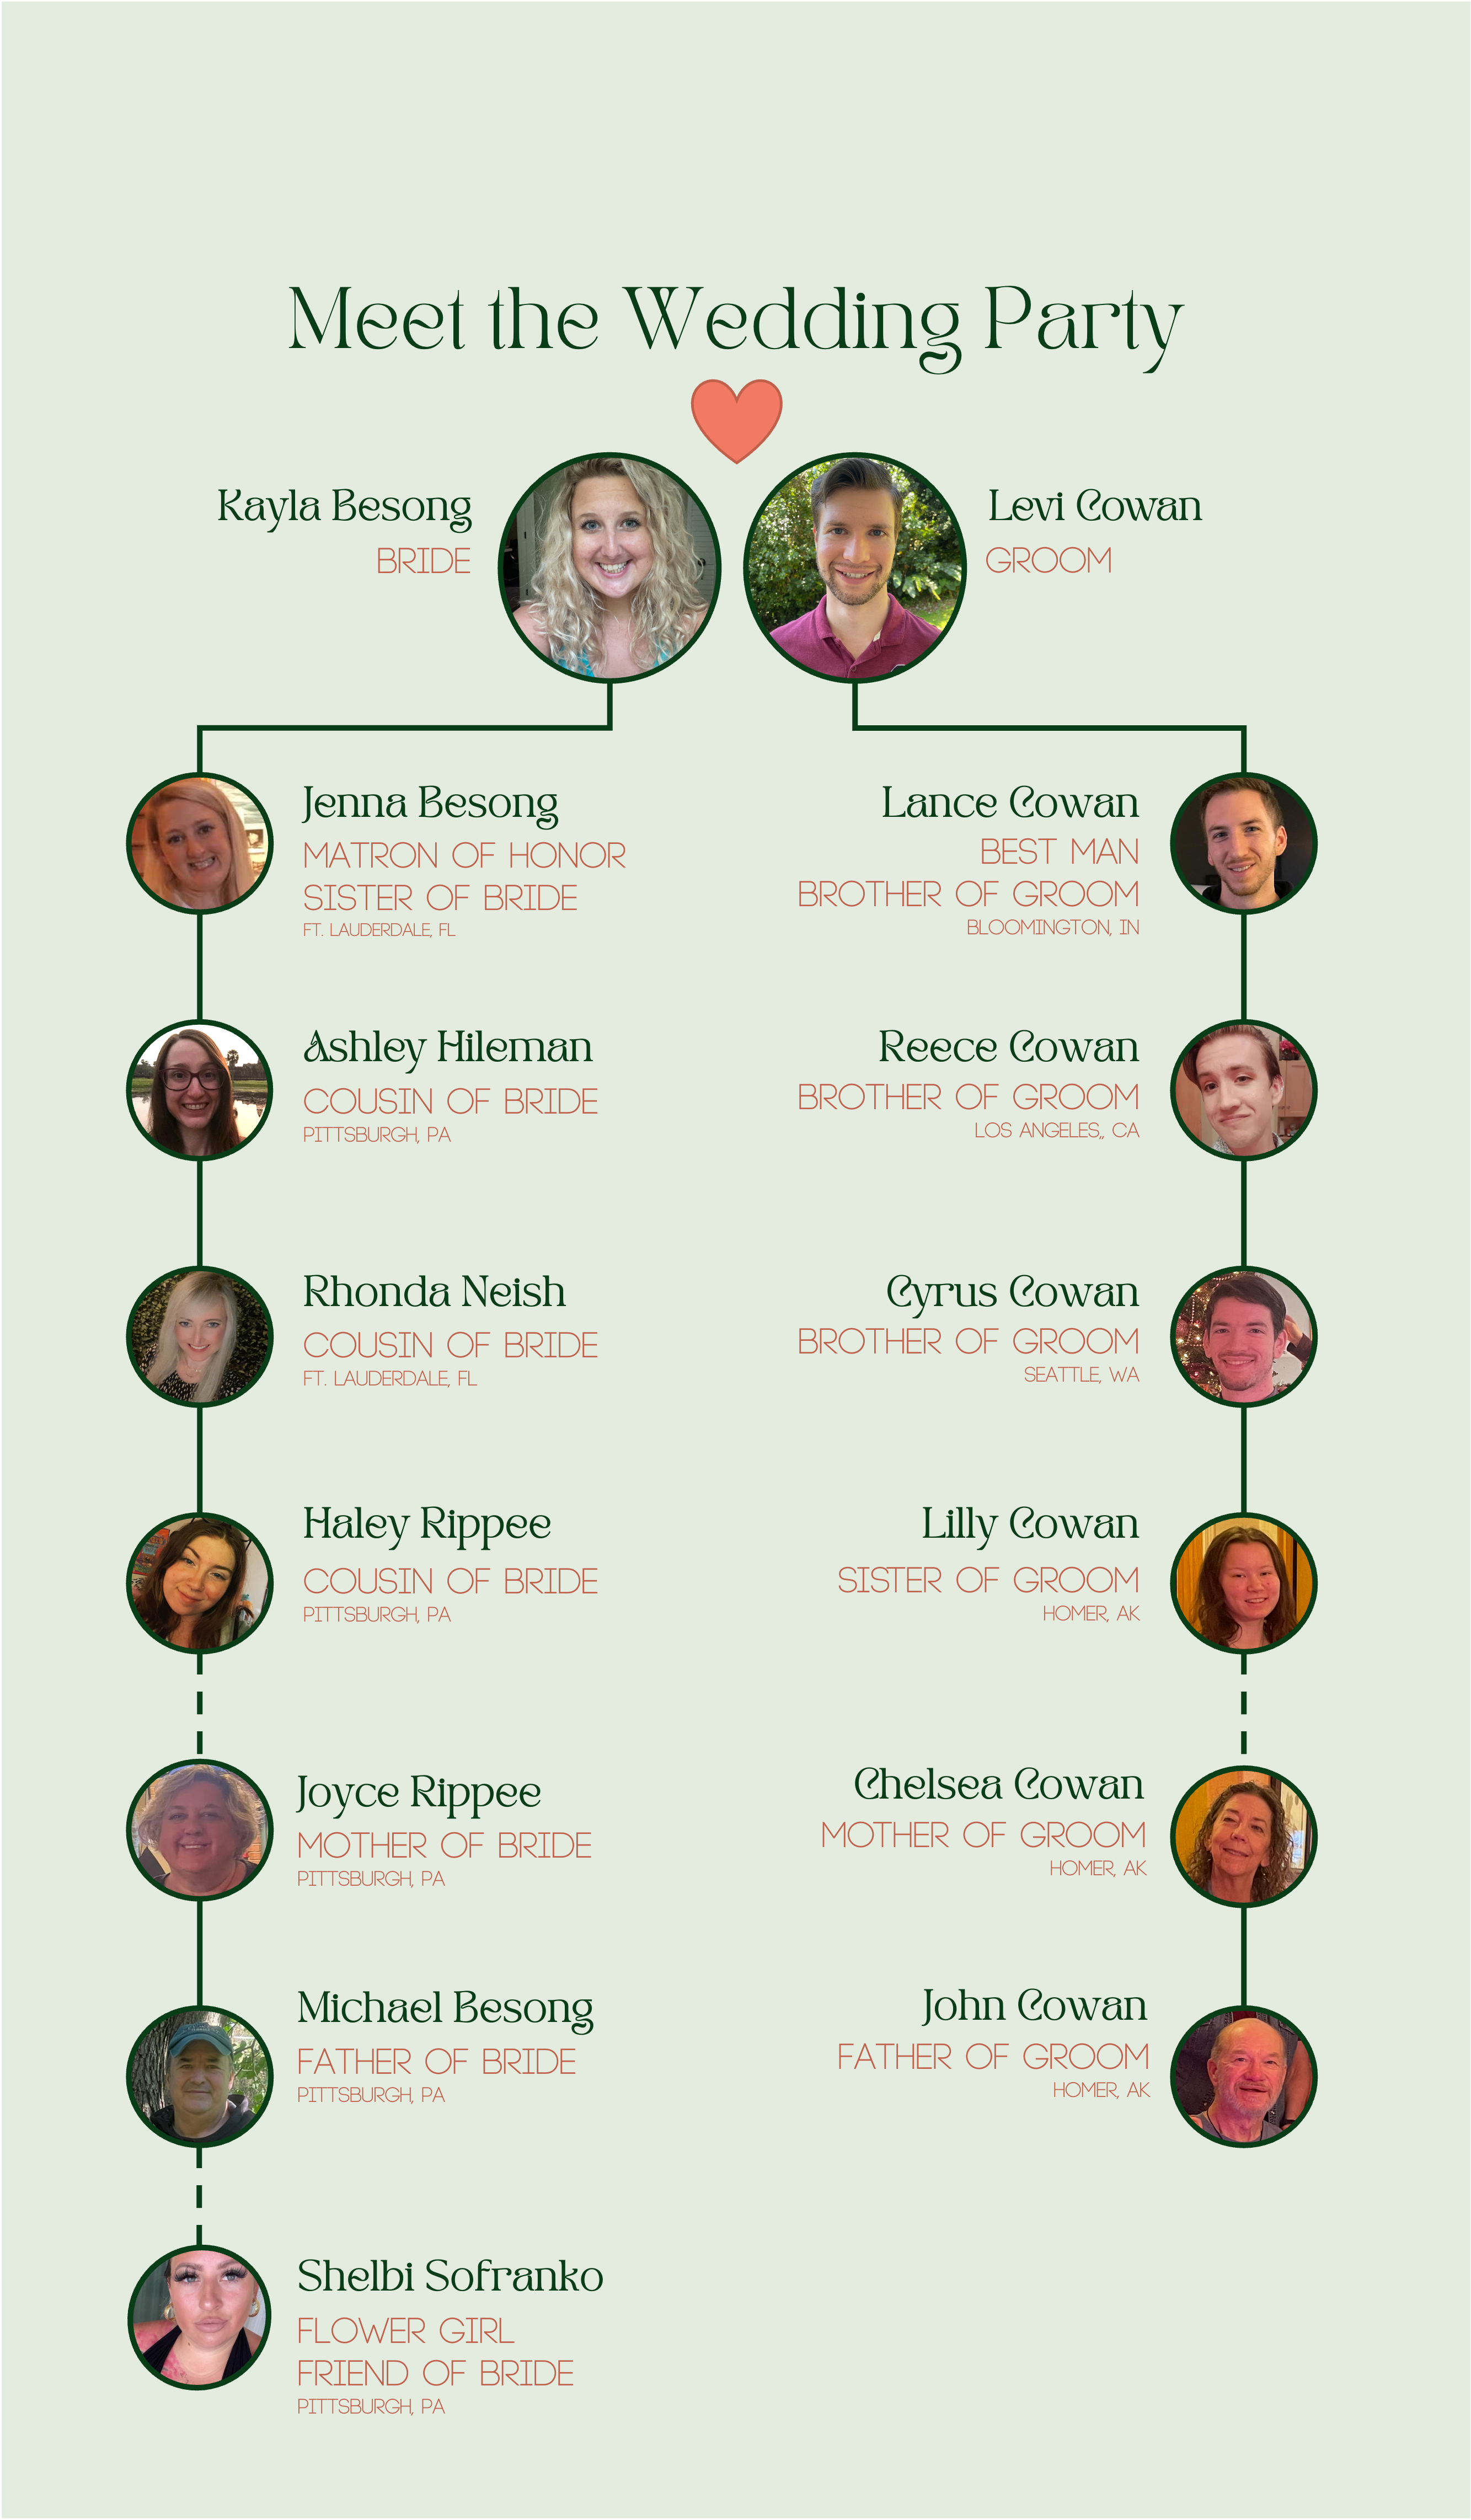 Meet the Wedding Party
Kayla Besong
BRIDE
Levi Cowan
GROOM
Jenna Besong
MATRON OF HONOR
SISTER OF BRIDE
FT. LAUDERDALE, FL
Ashley Hileman
COUSIN OF BRIDE
PITTSBURGH, PA
Rhonda Neish
COUSIN OF BRIDE
FT. LAUDERDALE, FL
Haley Rippee
COUSIN OF BRIDE
PITTSBURGH, PA
Joyce Rippee
MOTHER OF BRIDE
PITTSBURGH, PA
Michael Besong
FATHER OF BRIDE
PITTSBURGH, PA
Shelbi Sofranko
FLOWER GIRL
FRIEND OF BRIDE
PITTSBURGH, PA
Lance Cowan
BEST MAN
BROTHER OF GROOM
BLOOMINGTON, IN
Reece Cowan
BROTHER OF GROOM
LOS ANGELES,, CA
Cyrus Cowan
BROTHER OF GROOM
SEATTLE, WA
Lilly Cowan
SISTER OF GROOM
HOMER, AK
Chelsea Cowan
MOTHER OF GROOM
HOMER, AK
John Cowan
FATHER OF GROOM
HOMER, AK